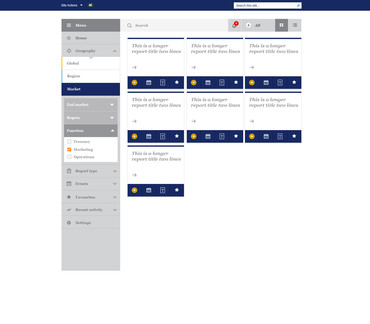 Site Actions
Search this site...
Menu
Search
All
Home
Geography
Global
Region
Market
End market
Region
Function
Finance
Marketing
Operations
Report type
Events
Favourites
Recent activity
Settings
This is a longer
report title two lines
This is a longer
report title two lines
This is a longer
report title two lines
This is a longer
report title two lines
This is a longer
report title two lines
This is a longer
report title two lines
This is a longer
report title two lines